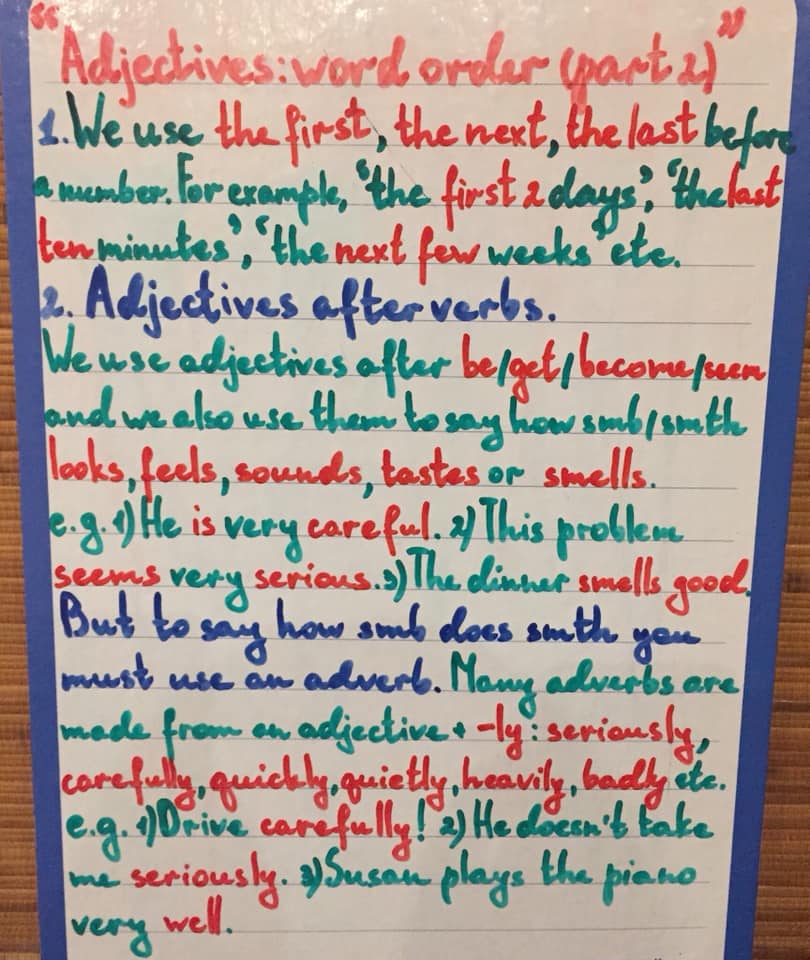 "Adjectives: word order (part 2)"
1. We use the first, the next, the last before
a number. For example, 'the first 2 days', 'the last
ten minutes', 'the next few weeks' etc.
2. Adjectives after verbs.
We use adjectives after be/get/become/seem
and we also use them to say how smb/smth
looks, feels, sounds, tastes or smells.
e.g. 1) He is very careful. 2) This problem
seems very serious. 3) The dinner smells good.
But to say how smb does smth you
must use an adverb. Many adverbs are
made from an adjective + -ly: seriously,
carefully, quickly, quietly, heavily, badly etc.
e.g. 1) Drive carefully! 2) He doesn't take
me seriously. 3) Susan plays the piano
very well.